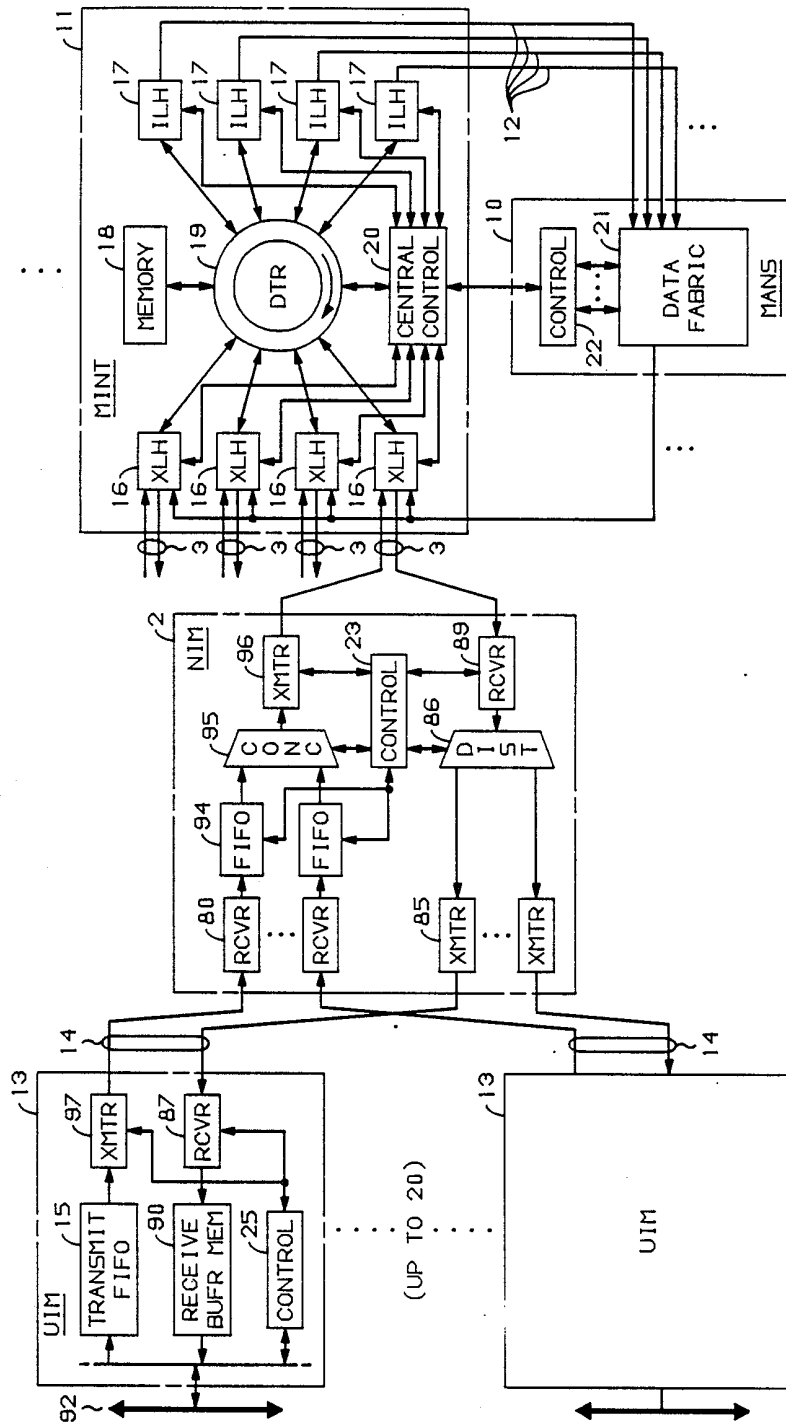 92
13
UIM
15
TRANSMIT
FIFO
97
XMTR
90
RECEIVE
BUFR MEM
87
RCVR
25
CONTROL
14
(UP TO 20)
13
UIM
14
2
NIM
80
RCVR
94
FIFO
...
RCVR
FIFO
95
CONC
96
XMTR
23
CONTROL
85
XMTR
...
XMTR
86
DIST
89
RCVR
11
MINT
...
3
16
XLH
3
16
XLH
3
16
XLH
3
16
XLH
18
MEMORY
19
DTR
20
CENTRAL
CONTROL
17
ILH
17
ILH
17
ILH
17
ILH
12
...
10
CONTROL
22
...
21
DATA
FABRIC
MANS
...